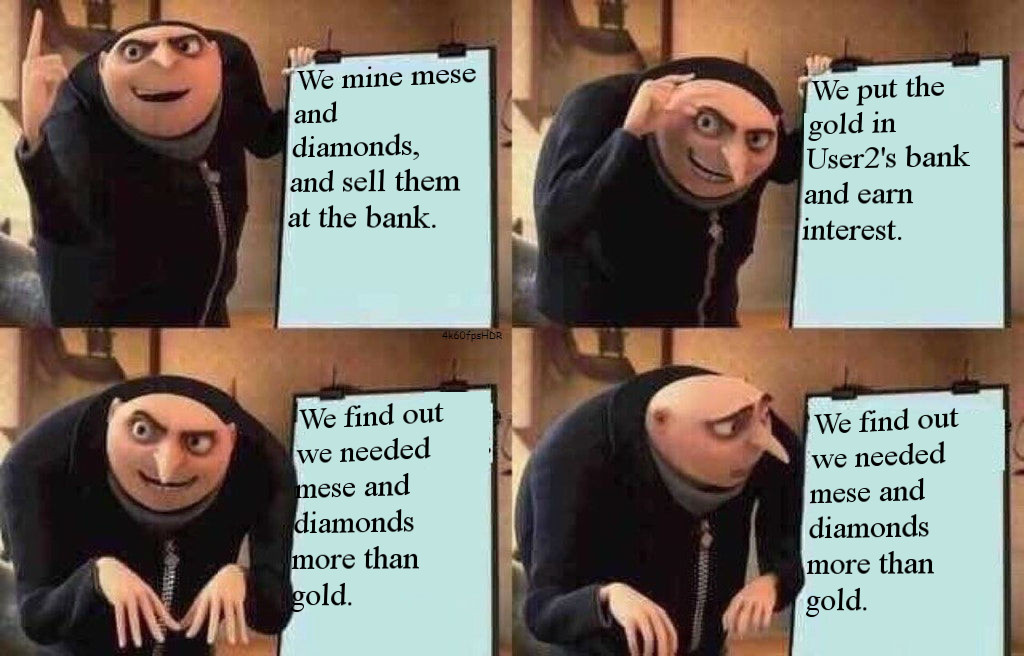 We mine mese
and
diamonds,
and sell them
at the bank.
We put the
gold in
User2's bank
and earn
interest.
4k60fpsHDR
We find out
we needed
mese and
diamonds
more than
gold.
We find out
we needed
mese and
diamonds
more than
gold.